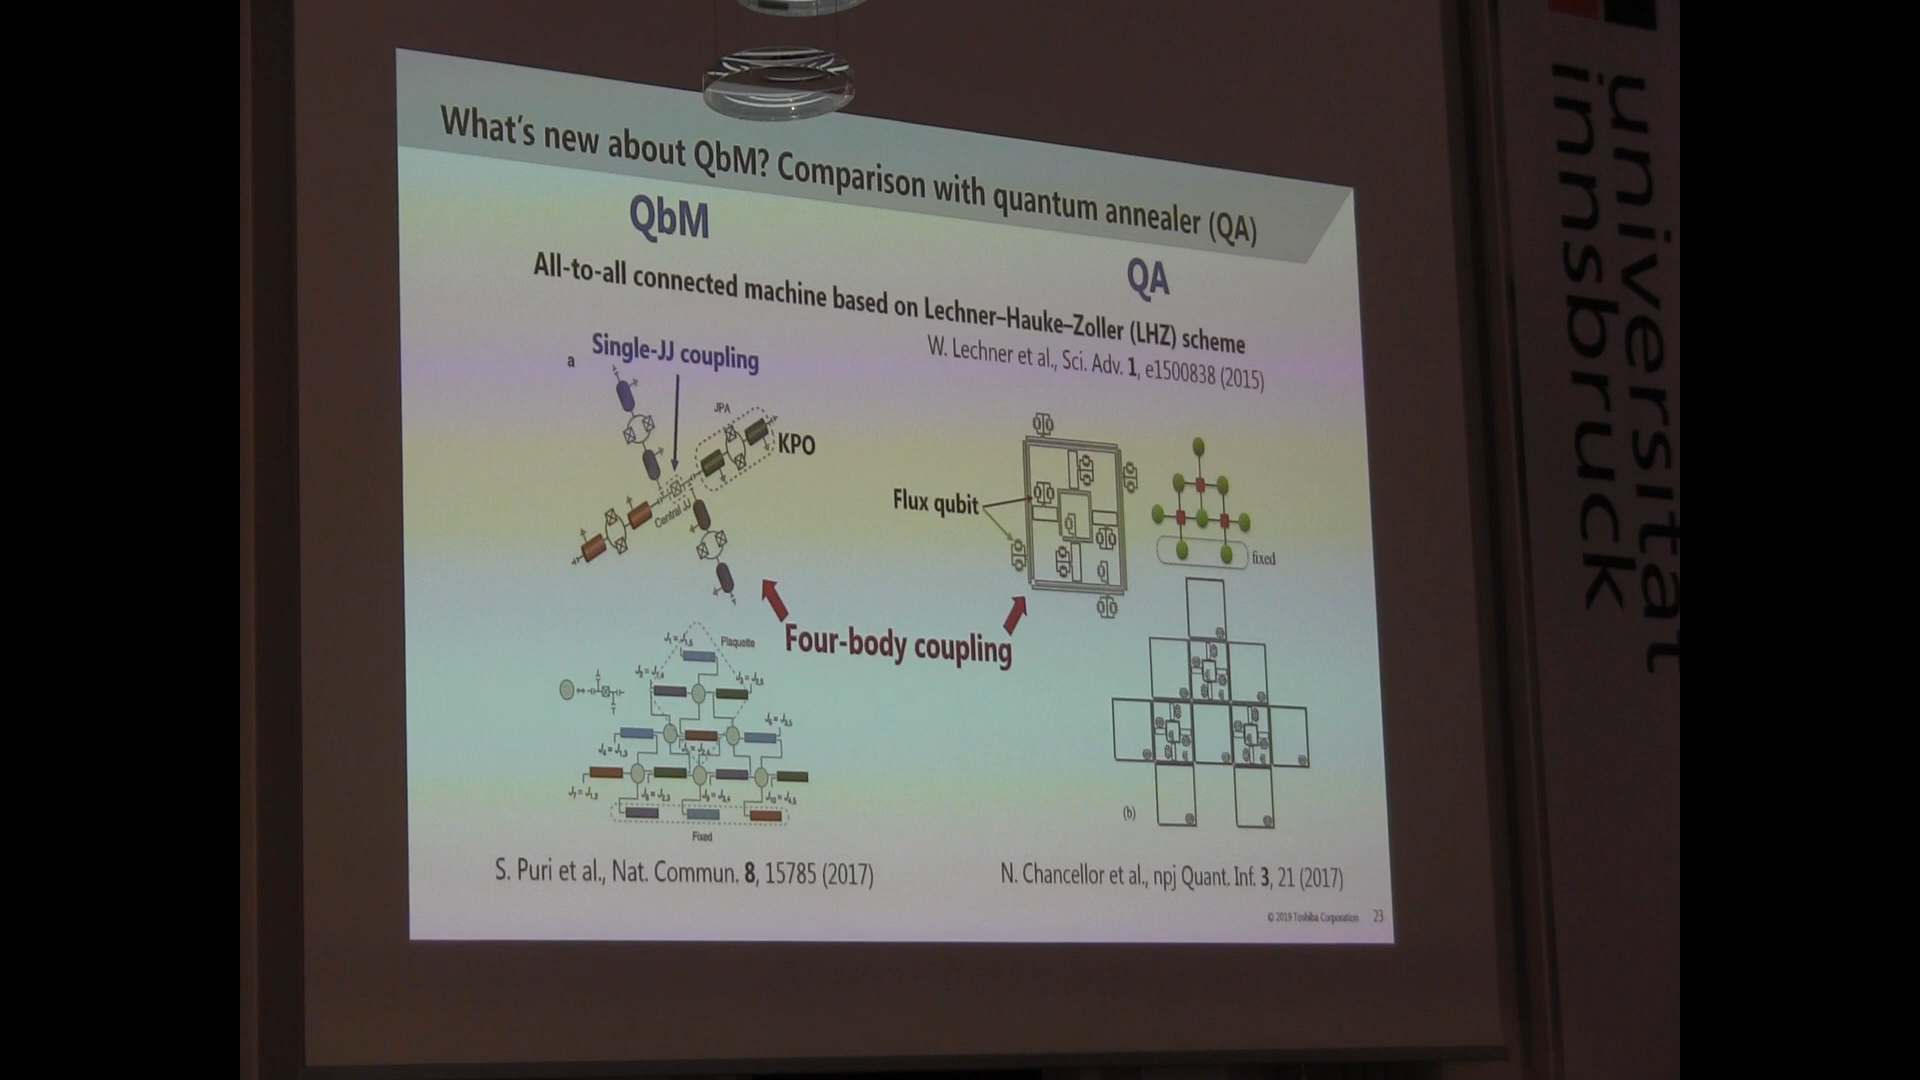 What's new about QbM? Comparison with quantum annealer (QA)
QbM
QA
All-to-all connected machine based on Lechner–Hauke–Zoller (LHZ) scheme
W. Lechner et al., Sci. Adv. 1, e1500838 (2015)
Single-JJ coupling
a
JPA
KPO
Central JJ
Flux qubit
fixed
Four-body coupling
Plaquette
Fixed
(b)
S. Puri et al., Nat. Commun. 8, 15785 (2017)
N. Chancellor et al., npj Quant. Inf. 3, 21 (2017)
© 2019 Toshiba Corporation 23
universität
innsbruck